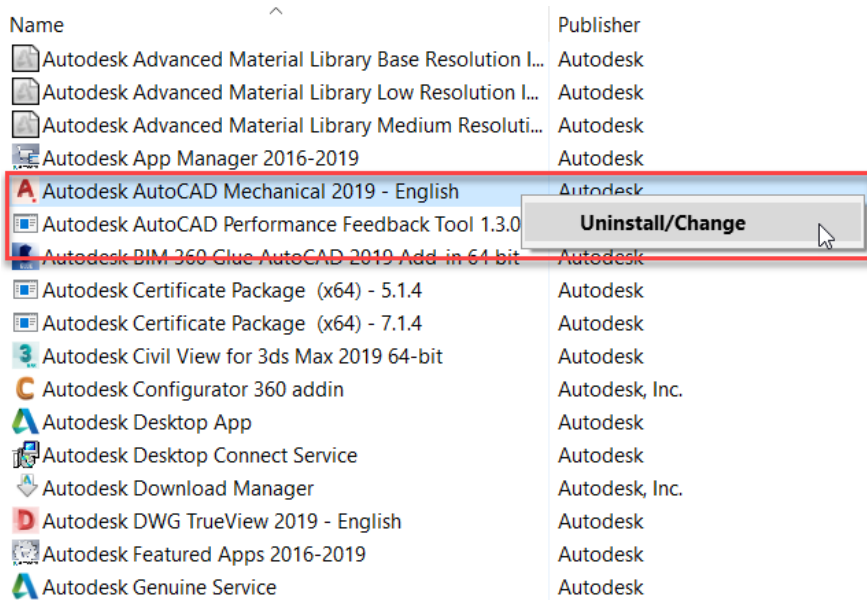 Name Publisher
Autodesk Advanced Material Library Base Resolution I... Autodesk
Autodesk Advanced Material Library Low Resolution I... Autodesk
Autodesk Advanced Material Library Medium Resoluti... Autodesk
Autodesk App Manager 2016-2019 Autodesk
Autodesk AutoCAD Mechanical 2019 - English Autodesk
Autodesk AutoCAD Performance Feedback Tool 1.3.0 Uninstall/Change
Autodesk BIM 360 Glue AutoCAD 2019 Add-in 64 bit Autodesk
Autodesk Certificate Package (x64) - 5.1.4 Autodesk
Autodesk Certificate Package (x64) - 7.1.4 Autodesk
Autodesk Civil View for 3ds Max 2019 64-bit Autodesk
Autodesk Configurator 360 addin Autodesk, Inc.
Autodesk Desktop App Autodesk
Autodesk Desktop Connect Service Autodesk
Autodesk Download Manager Autodesk, Inc.
Autodesk DWG TrueView 2019 - English Autodesk
Autodesk Featured Apps 2016-2019 Autodesk
Autodesk Genuine Service Autodesk